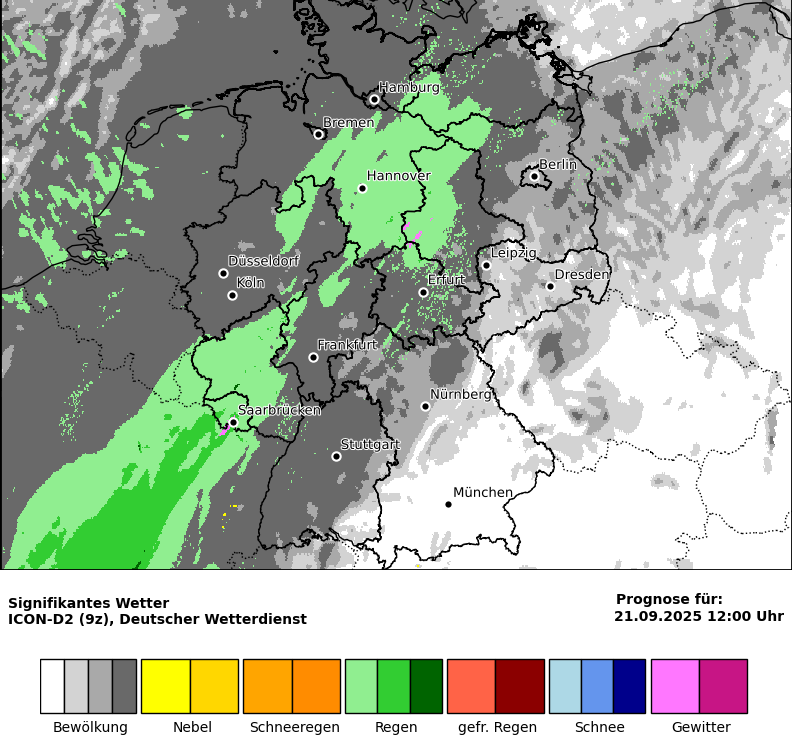 Hamburg
Bremen
Berlin
Hannover
Leipzig
Düsseldorf
Dresden
Köln
Erfurt
Frankfurt
Nürnberg
Saarbrücken
Stuttgart
München
Signifikantes Wetter
ICON-D2 (9z), Deutscher Wetterdienst
Prognose für:
21.09.2025 12:00 Uhr
Bewölkung Nebel Schneeregen Regen gefr. Regen Schnee Gewitter